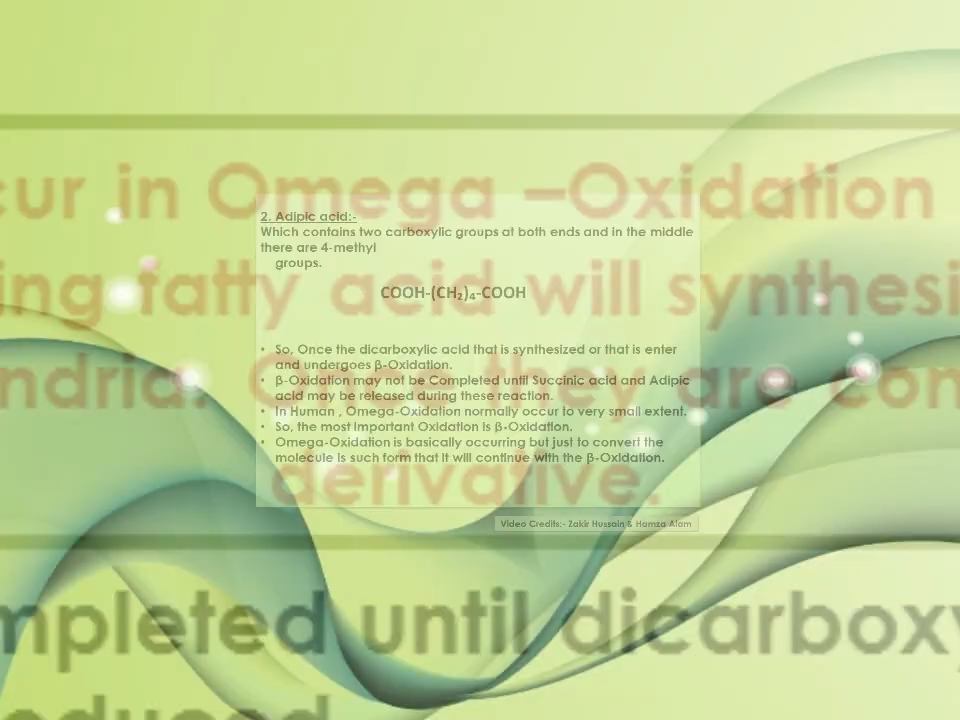 cur in Omega –Oxidation
2. Adipic acid:-
Which contains two carboxylic groups at both ends and in the middle
there are 4-methyl
groups.
ing fatty acid will synthesi
COOH-(CH₂)₄-COOH
• So, Once the dicarboxylic acid that is synthesized or that is enter
and undergoes β-Oxidation.
• β-Oxidation may not be Completed until Succinic acid and Adipic
acid may be released during these reaction.
• In Human , Omega-Oxidation normally occur to very small extent.
• So, the most important Oxidation is β-Oxidation.
• Omega-Oxidation is basically occurring but just to convert the
molecule is such form that it will continue with the β-Oxidation.
ndria. they are con
derivative.
Video Credits:- Zakir Hussain & Hamza Alam
mpleted until dicarboxy